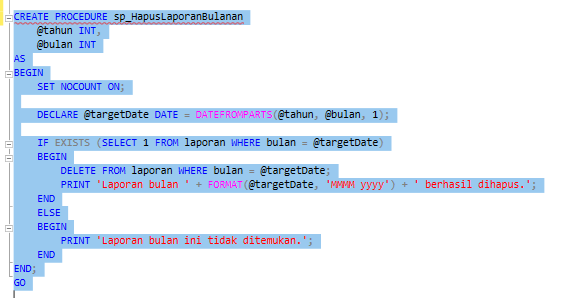 CREATE PROCEDURE sp_HapusLaporanBulanan
    @tahun INT,
    @bulan INT
AS
BEGIN
    SET NOCOUNT ON;

    DECLARE @targetDate DATE = DATEFROMPARTS(@tahun, @bulan, 1);

    IF EXISTS (SELECT 1 FROM laporan WHERE bulan = @targetDate)
    BEGIN
        DELETE FROM laporan WHERE bulan = @targetDate;
        PRINT 'Laporan bulan ' + FORMAT(@targetDate, 'MMMM yyyy') + ' berhasil dihapus.';
    END
    ELSE
    BEGIN
        PRINT 'Laporan bulan ini tidak ditemukan.';
    END
END;
GO